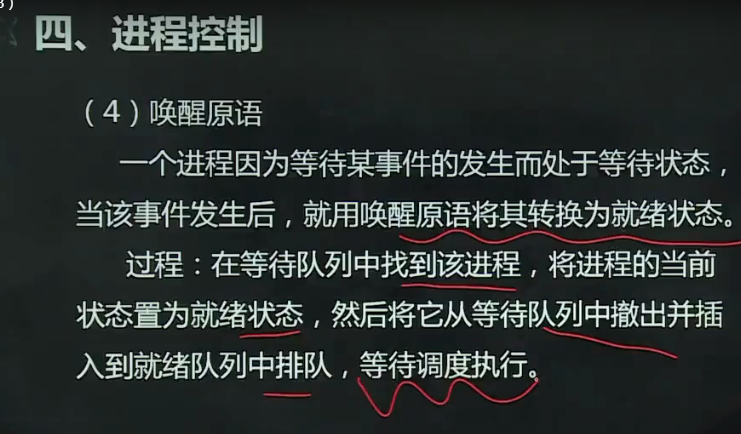 3）
四、进程控制
（4）唤醒原语
一个进程因为等待某事件的发生而处于等待状态，
当该事件发生后，就用唤醒原语将其转换为就绪状态。
过程：在等待队列中找到该进程，将进程的当前
状态置为就绪状态，然后将它从等待队列中撤出并插
入到就绪队列中排队，等待调度执行。